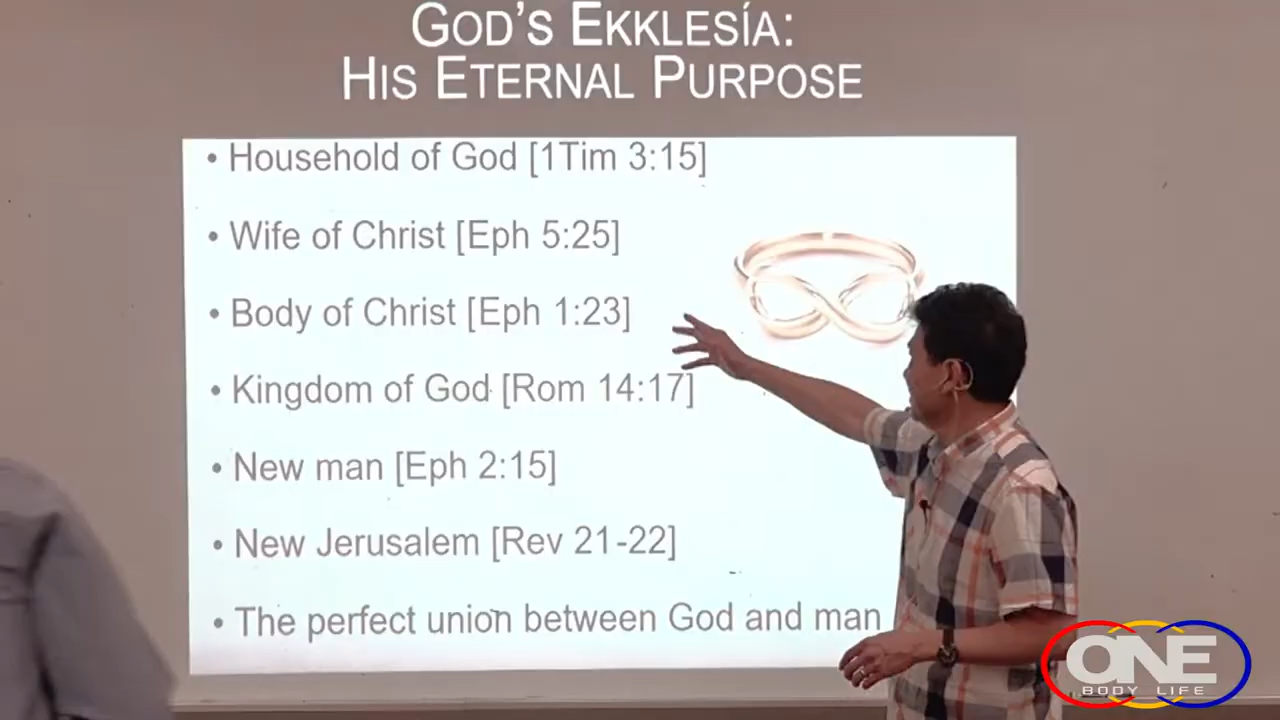 GOD'S EKKLESÍA:
HIS ETERNAL PURPOSE
• Household of God [1Tim 3:15]
• Wife of Christ [Eph 5:25]
• Body of Christ [Eph 1:23]
• Kingdom of God [Rom 14:17]
• New man [Eph 2:15]
• New Jerusalem [Rev 21-22]
• The perfect union between God and man
ONE
BODY LIFE